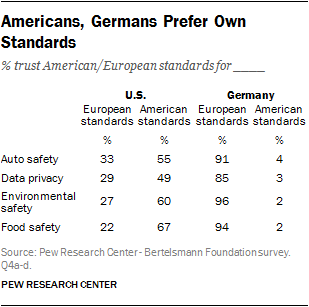 Americans, Germans Prefer Own
Standards
% trust American/European standards for ____
U.S. Germany
European American European American
standards standards standards standards
% % % %
Auto safety 33 55 91 4
Data privacy 29 49 85 3
Environmental
safety 27 60 96 2
Food safety 22 67 94 2
Source: Pew Research Center- Bertelsmann Foundation survey.
Q4a-d.
PEW RESEARCH CENTER